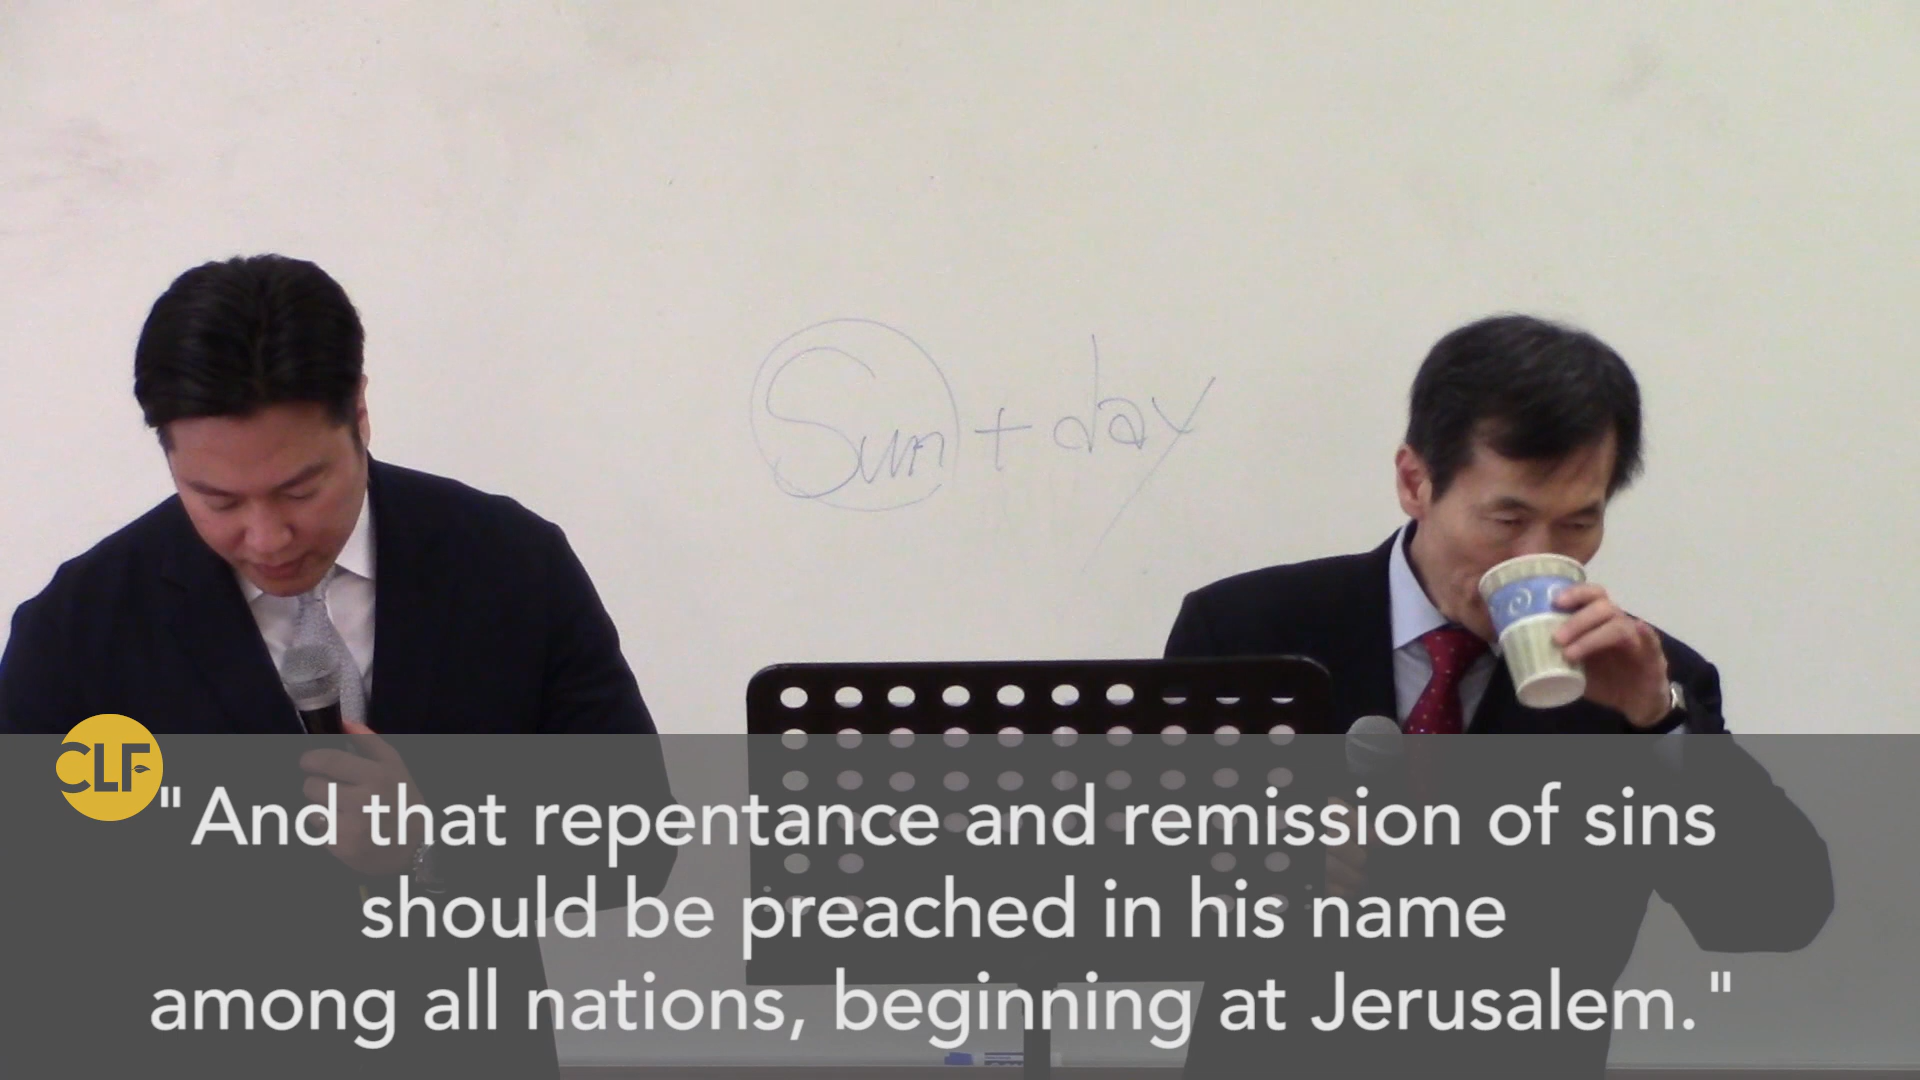 Sun + day
CLF
"And that repentance and remission of sins
should be preached in his name
among all nations, beginning at Jerusalem."